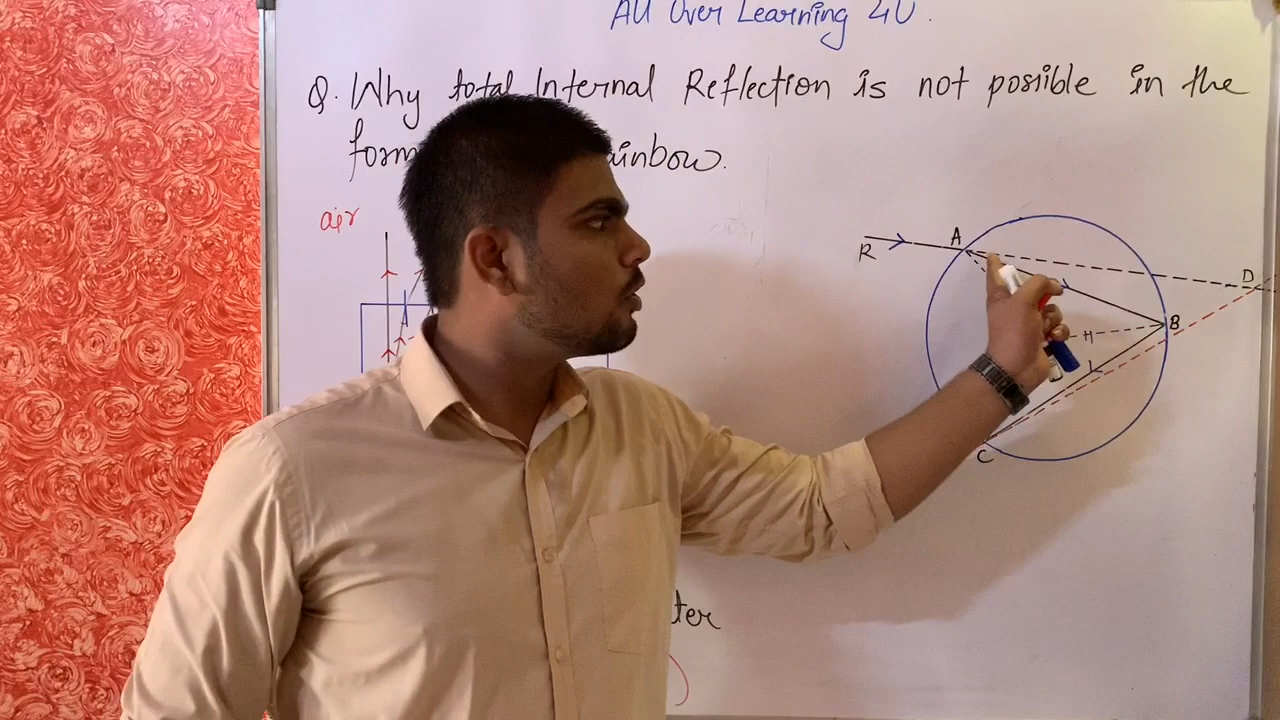 All Over Learning 4U.
Q. Why total Internal Reflection is not possible in the
form ainbow.
air
R
A
D
B
H
C
ter